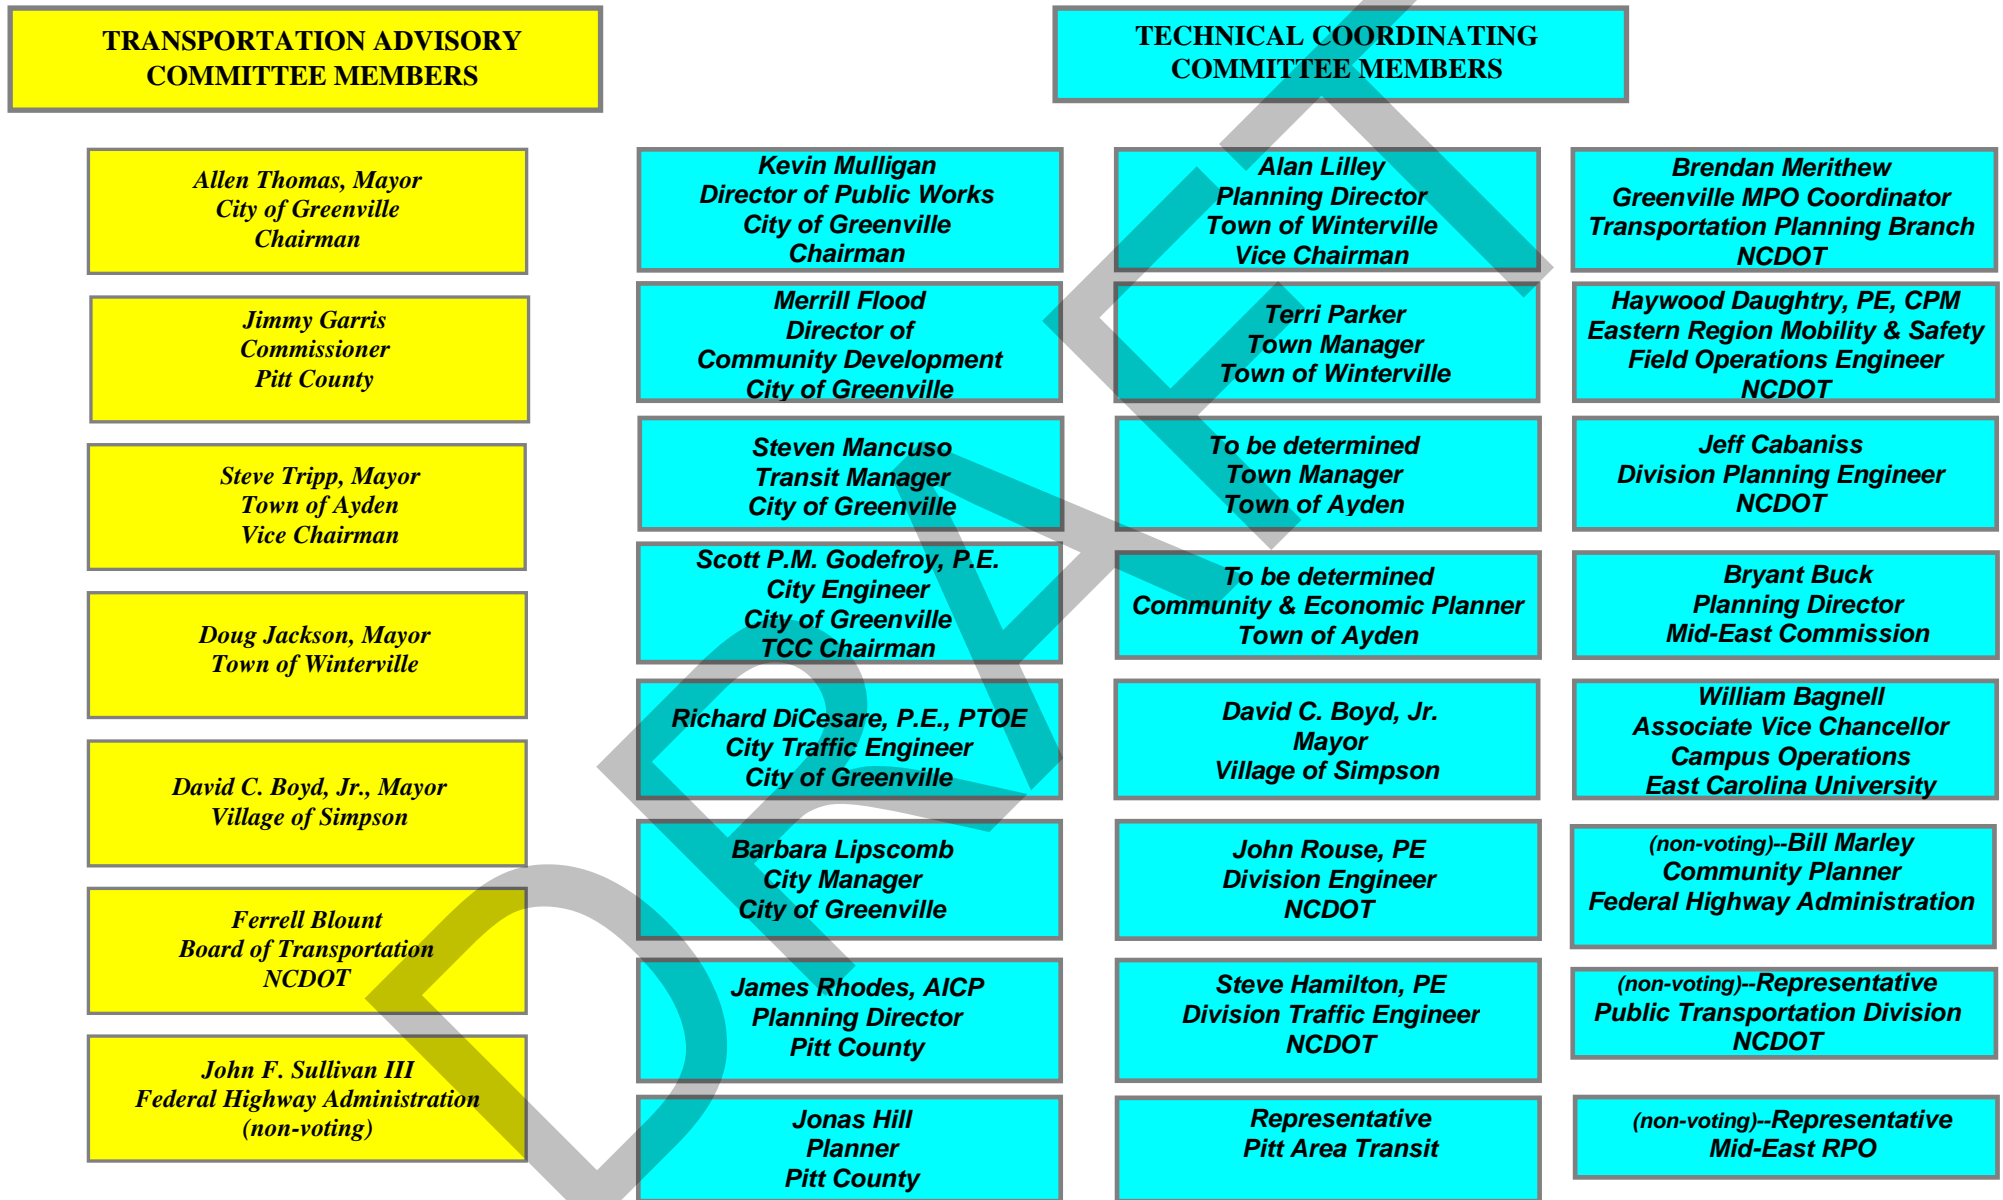 TRANSPORTATION ADVISORY
COMMITTEE MEMBERS
Allen Thomas, Mayor
City of Greenville
Chairman
Jimmy Garris
Commissioner
Pitt County
Steve Tripp, Mayor
Town of Ayden
Vice Chairman
Doug Jackson, Mayor
Town of Winterville
David C. Boyd, Jr., Mayor
Village of Simpson
Ferrell Blount
Board of Transportation
NCDOT
John F. Sullivan III
Federal Highway Administration
(non-voting)
TECHNICAL COORDINATING
COMMITTEE MEMBERS
Kevin Mulligan
Director of Public Works
City of Greenville
Chairman
Merrill Flood
Director of
Community Development
City of Greenville
Steven Mancuso
Transit Manager
City of Greenville
Scott P.M. Godefroy, P.E.
City Engineer
City of Greenville
TCC Chairman
Richard DiCesare, P.E., PTOE
City Traffic Engineer
City of Greenville
Barbara Lipscomb
City Manager
City of Greenville
James Rhodes, AICP
Planning Director
Pitt County
Jonas Hill
Planner
Pitt County
Alan Lilley
Planning Director
Town of Winterville
Vice Chairman
Terri Parker
Town Manager
Town of Winterville
To be determined
Town Manager
Town of Ayden
To be determined
Community & Economic Planner
Town of Ayden
David C. Boyd, Jr.
Mayor
Village of Simpson
John Rouse, PE
Division Engineer
NCDOT
Steve Hamilton, PE
Division Traffic Engineer
NCDOT
Representative
Pitt Area Transit
Brendan Merithew
Greenville MPO Coordinator
Transportation Planning Branch
NCDOT
Haywood Daughtry, PE, CPM
Eastern Region Mobility & Safety
Field Operations Engineer
NCDOT
Jeff Cabaniss
Division Planning Engineer
NCDOT
Bryant Buck
Planning Director
Mid-East Commission
William Bagnell
Associate Vice Chancellor
Campus Operations
East Carolina University
(non-voting)--Bill Marley
Community Planner
Federal Highway Administration
(non-voting)--Representative
Public Transportation Division
NCDOT
(non-voting)--Representative
Mid-East RPO
DRAFT